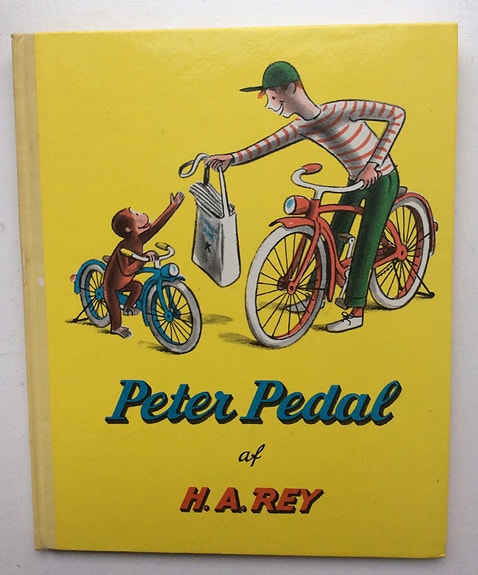 Peter Pedal
af
H. A. REY